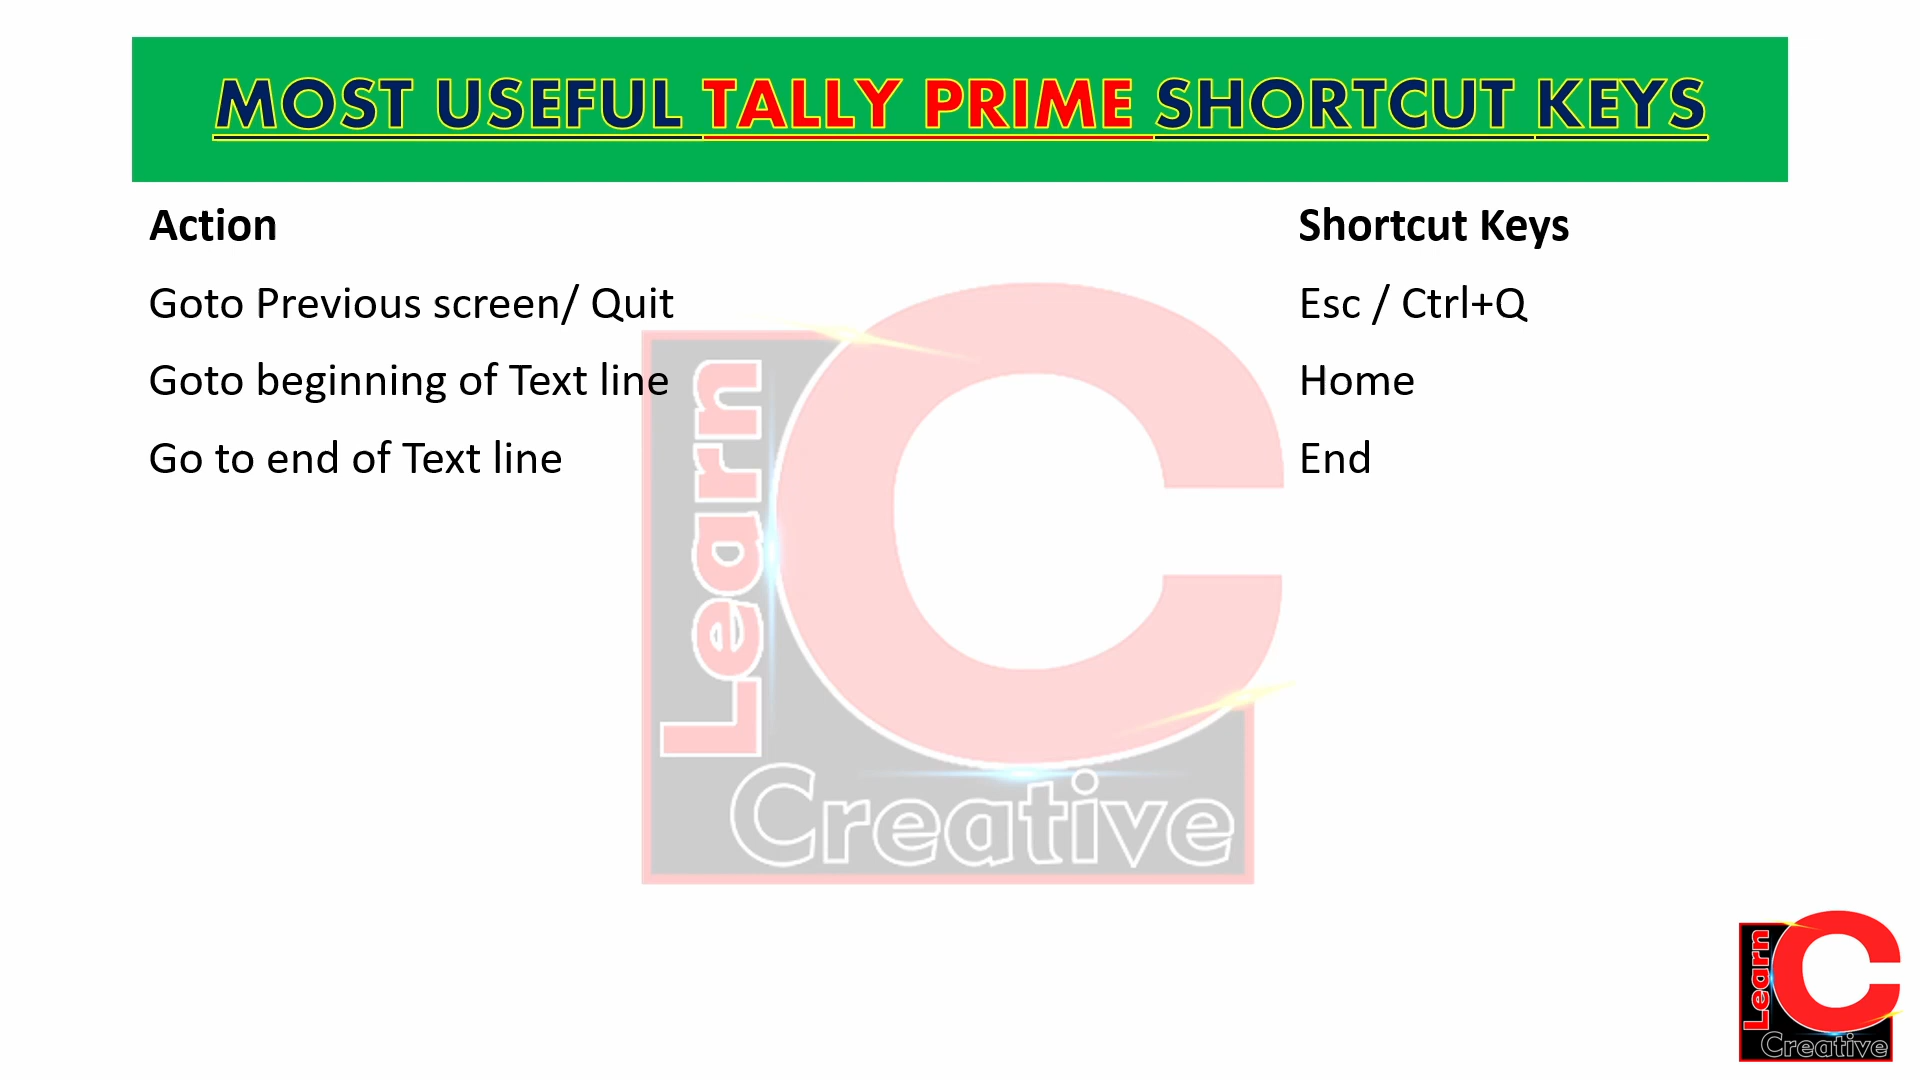 MOST USEFUL TALLY PRIME SHORTCUT KEYS
Action Shortcut Keys
Goto Previous screen/ Quit Esc / Ctrl+Q
Goto beginning of Text line Home
Go to end of Text line End
Learn
C
Creative
Learn
C
Creative